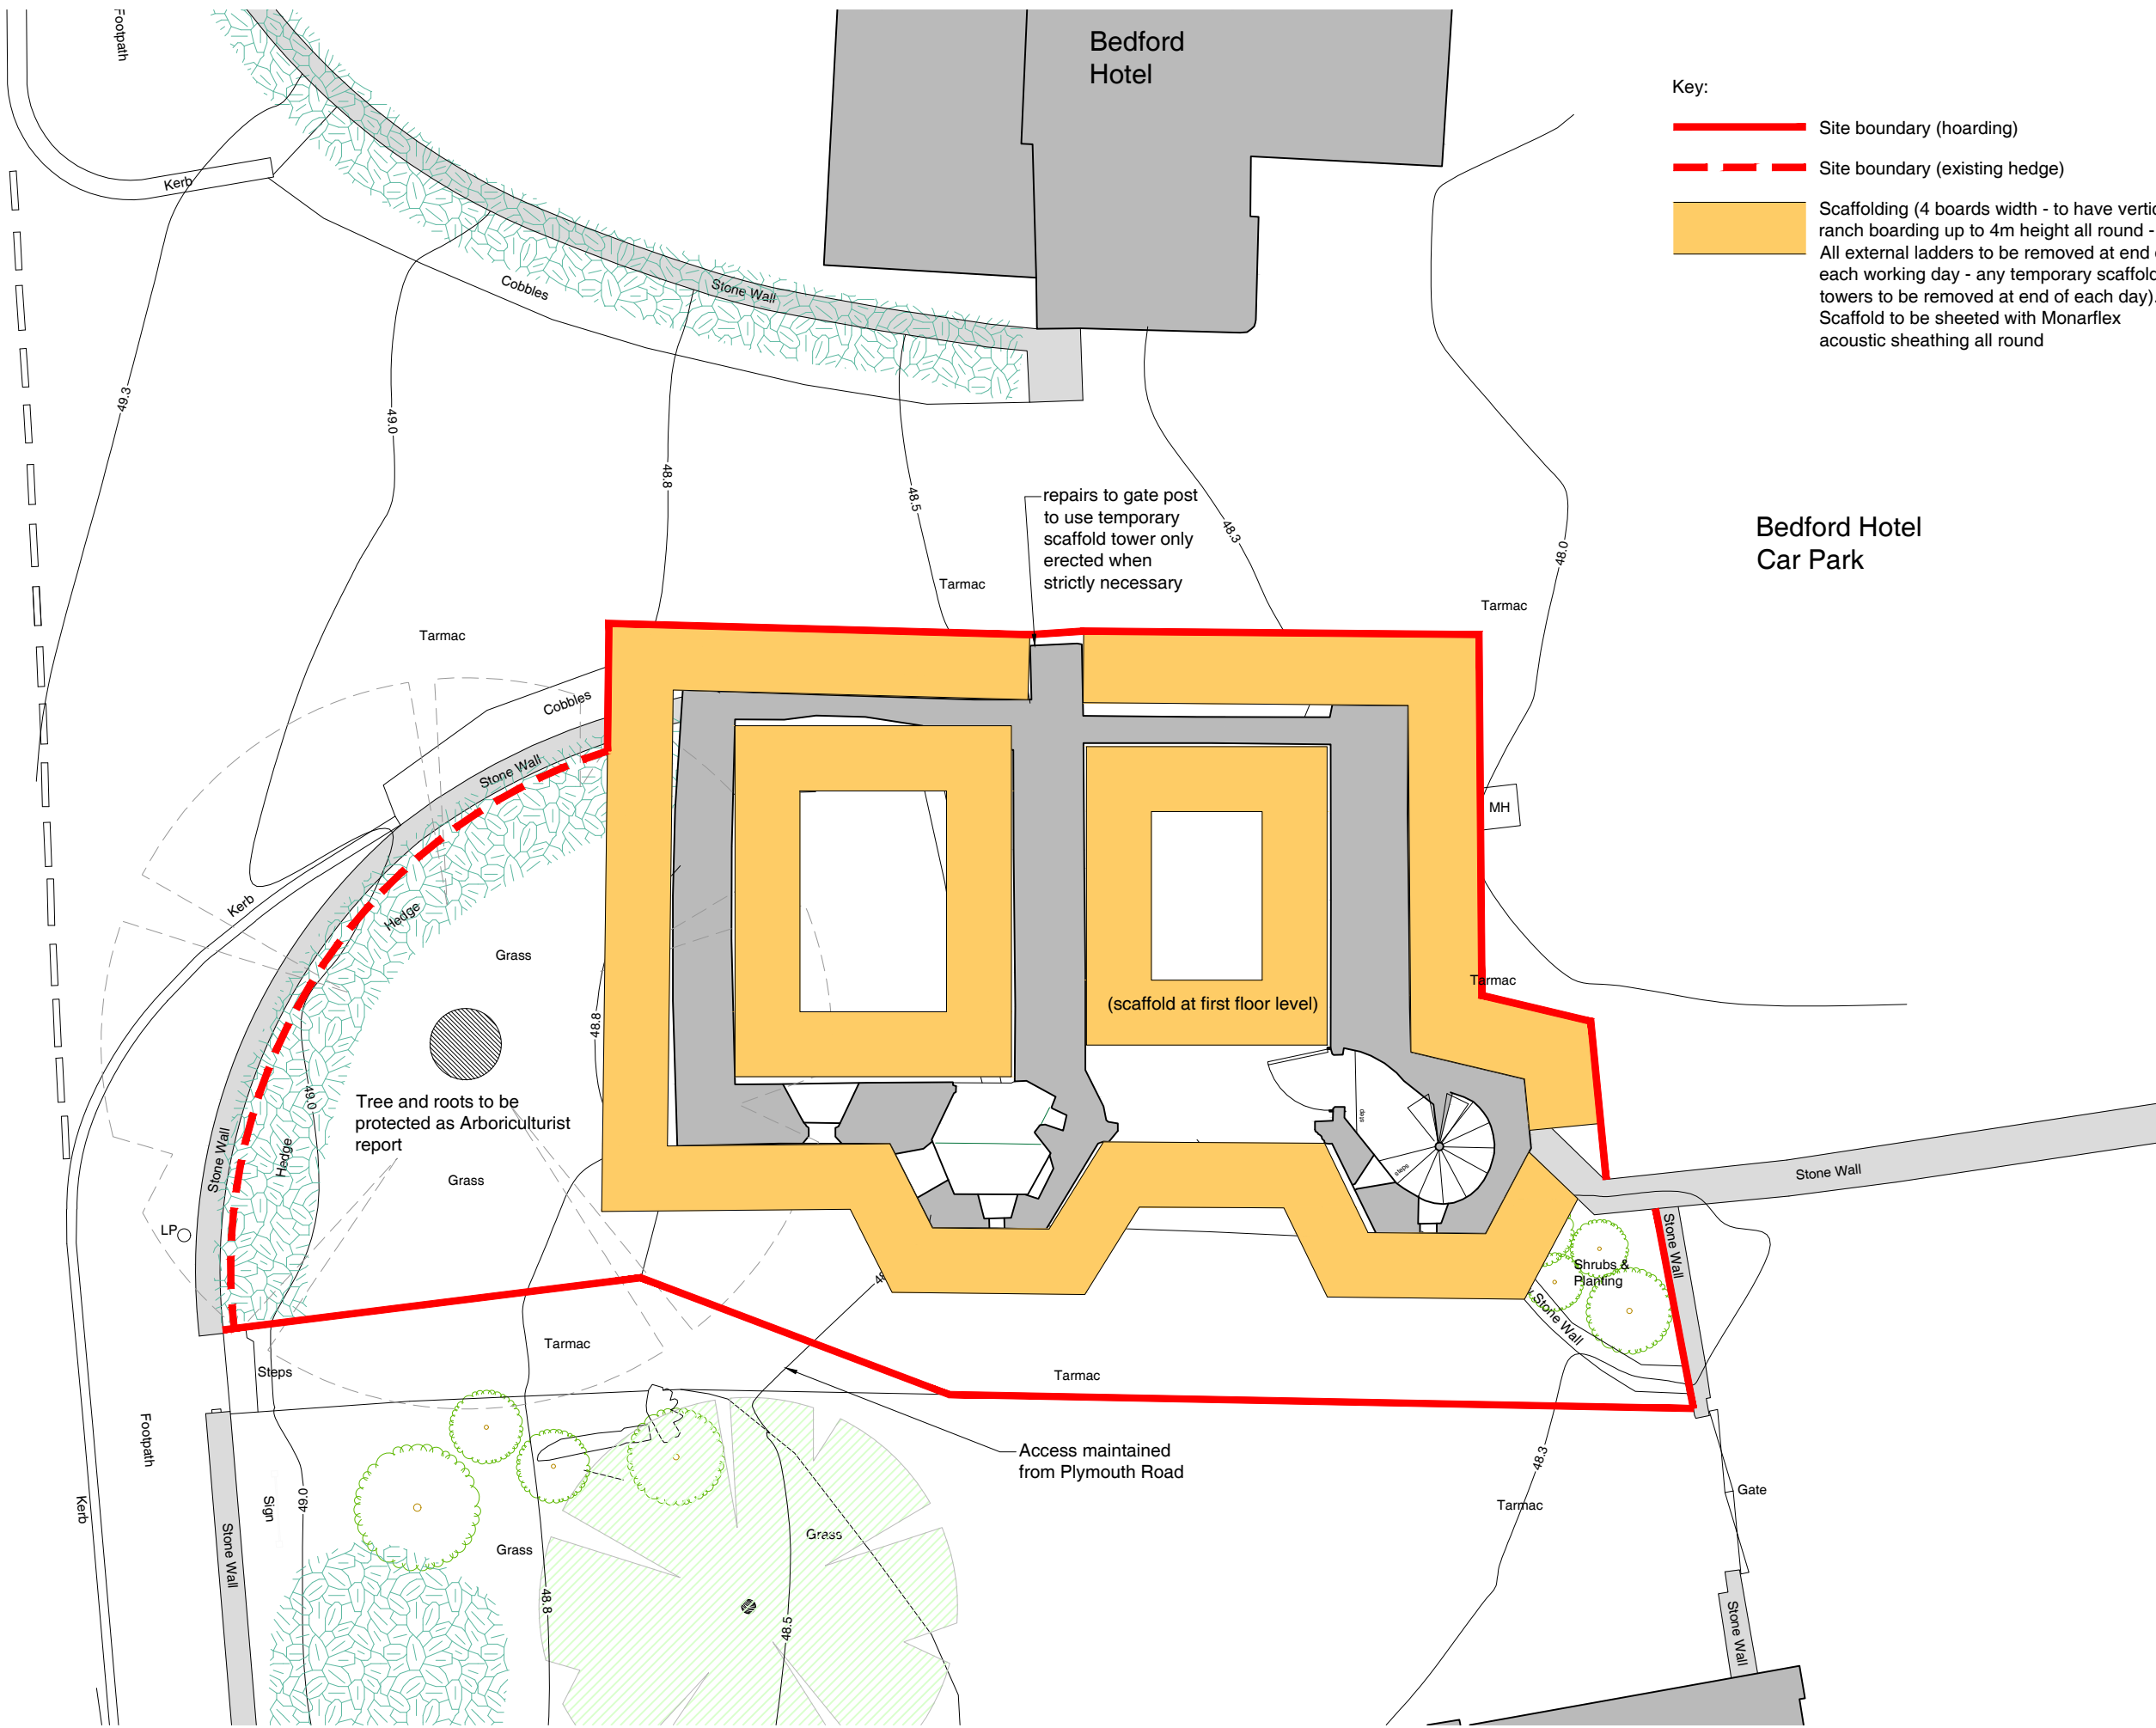 Footpath
Bedford
Hotel
Key:
Site boundary (hoarding)
Site boundary (existing hedge)
Scaffolding (4 boards width - to have vertic
ranch boarding up to 4m height all round -
All external ladders to be removed at end
each working day - any temporary scaffold
towers to be removed at end of each day)
Scaffold to be sheeted with Monarflex
acoustic sheathing all round
Kerb
Cobbles
Stone Wall
49.3
49.0
48.8
48.5
48.3
48.0
repairs to gate post
to use temporary
scaffold tower only
erected when
strictly necessary
Bedford Hotel
Car Park
Tarmac
Tarmac
Tarmac
Cobbles
Stone Wall
MH
Kerb
Hedge
Grass
Tarmac
(scaffold at first floor level)
48.8
49.0
Tree and roots to be
protected as Arboriculturist
report
steps
steps
Stone Wall
Hedge
Grass
Stone Wall
LP
Stone Wall
Shrubs &
Planting
Stone Wall
Tarmac
Steps
Tarmac
Footpath
Access maintained
from Plymouth Road
48.3
Gate
Kerb
Sign
49.0
Tarmac
Stone Wall
Grass
Grass
48.8
48.5
Stone Wall